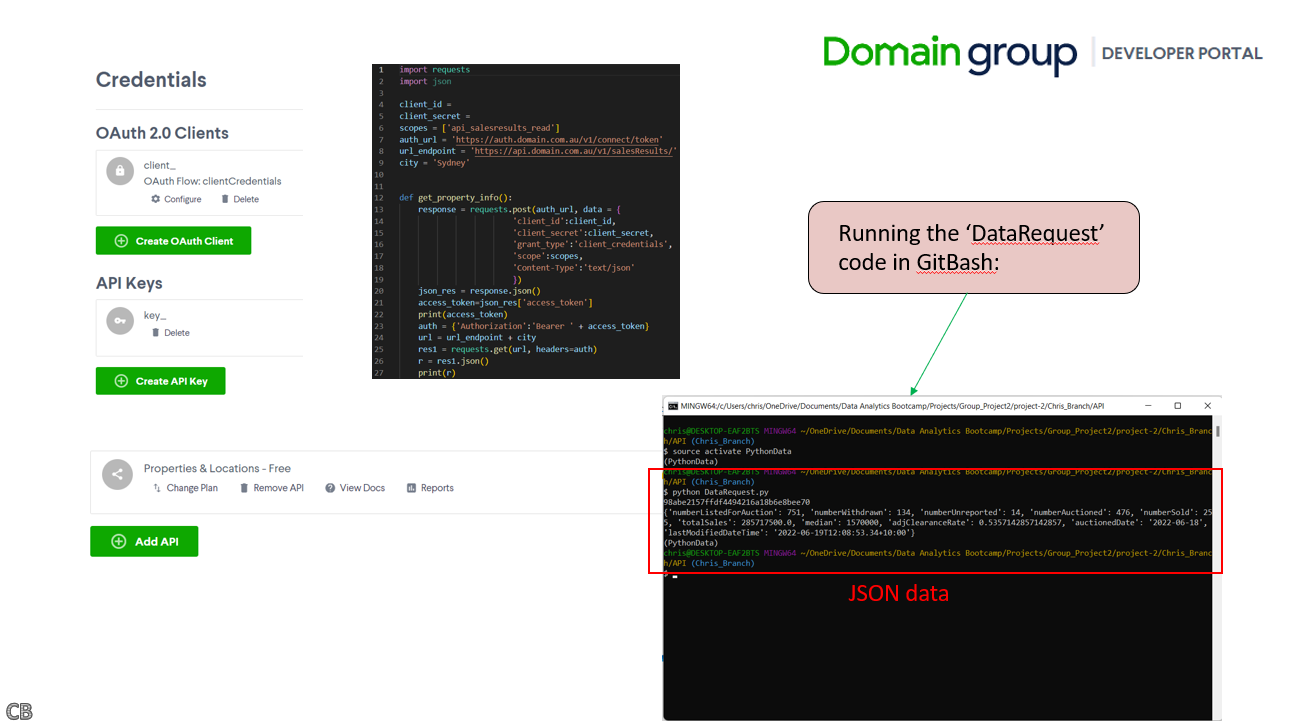 Domain group DEVELOPER PORTAL
Credentials
OAuth 2.0 Clients
client_
OAuth Flow: clientCredentials
Configure Delete
Create OAuth Client
API Keys
key_
Delete
Create API Key
1 import requests
2 import json
3
4 client_id =
5 client_secret =
6 scopes = ['api_salesresults_read']
7 auth_url = 'https://auth.domain.com.au/v1/connect/token'
8 url_endpoint = 'https://api.domain.com.au/v1/salesResults/'
9 city = 'Sydney'
10
11
12 def get_property_info():
13 response = requests.post(auth_url, data = {
14 'client_id':client_id,
15 'client_secret':client_secret,
16 'grant_type':'client_credentials',
17 'scope':scopes,
18 'Content-Type':'text/json'
19 })
20 json_res = response.json()
21 access_token=json_res['access_token']
22 print(access_token)
23 auth = {'Authorization':'Bearer ' + access_token}
24 url = url_endpoint + city
25 res1 = requests.get(url, headers=auth)
26 r = res1.json()
27 print(r)
Running the ‘DataRequest’
code in GitBash:
Properties & Locations - Free
Change Plan Remove API View Docs Reports
Add API
MINGW64:/c/Users/chris/OneDrive/Documents/Data Analytics Bootcamp/Projects/Group_Project2/project-2/Chris_Branch/API
chris@DESKTOP-EAF2BTS MINGW64 ~/OneDrive/Documents/Data Analytics Bootcamp/Projects/Group_Project2/project-2/Chris_Branc
h/API (Chris_Branch)
$ source activate PythonData
(PythonData)
chris@DESKTOP-EAF2BTS MINGW64 ~/OneDrive/Documents/Data Analytics Bootcamp/Projects/Group_Project2/project-2/Chris_Branc
h/API (Chris_Branch)
$ python DataRequest.py
98abe2157ffdf4494216a18b6e8bee70
{'numberListedForAuction': 751, 'numberWithdrawn': 134, 'numberUnreported': 14, 'numberAuctioned': 476, 'numberSold': 25
5, 'totalSales': 285717500.0, 'median': 1570000, 'adjClearanceRate': 0.5357142857142857, 'auctionedDate': '2022-06-18',
'lastModifiedDateTime': '2022-06-19T12:08:53.34+10:00'}
(PythonData)
chris@DESKTOP-EAF2BTS MINGW64 ~/OneDrive/Documents/Data Analytics Bootcamp/Projects/Group_Project2/project-2/Chris_Branc
h/API (Chris_Branch)
$
JSON data
CB